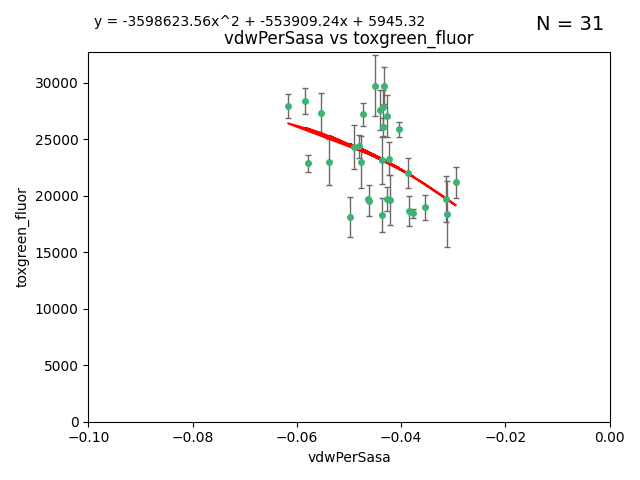 y = -3598623.56x^2 + -553909.24x + 5945.32
N = 31
vdwPerSasa vs toxgreen_fluor
30000
25000
20000
15000
10000
5000
0
toxgreen_fluor
−0.10
−0.08
−0.06
−0.04
−0.02
0.00
vdwPerSasa